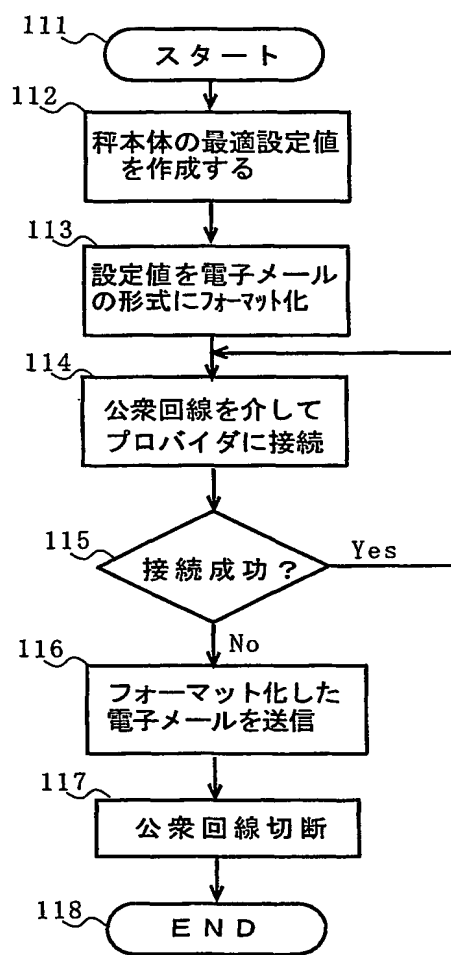 111
スタート
112
秤本体の最適設定値
を作成する
113
設定値を電子メール
の形式にフォーマット化
114
公衆回線を介して
プロバイダに接続
115
接続成功？
Yes
No
116
フォーマット化した
電子メールを送信
117
公衆回線切断
118
END